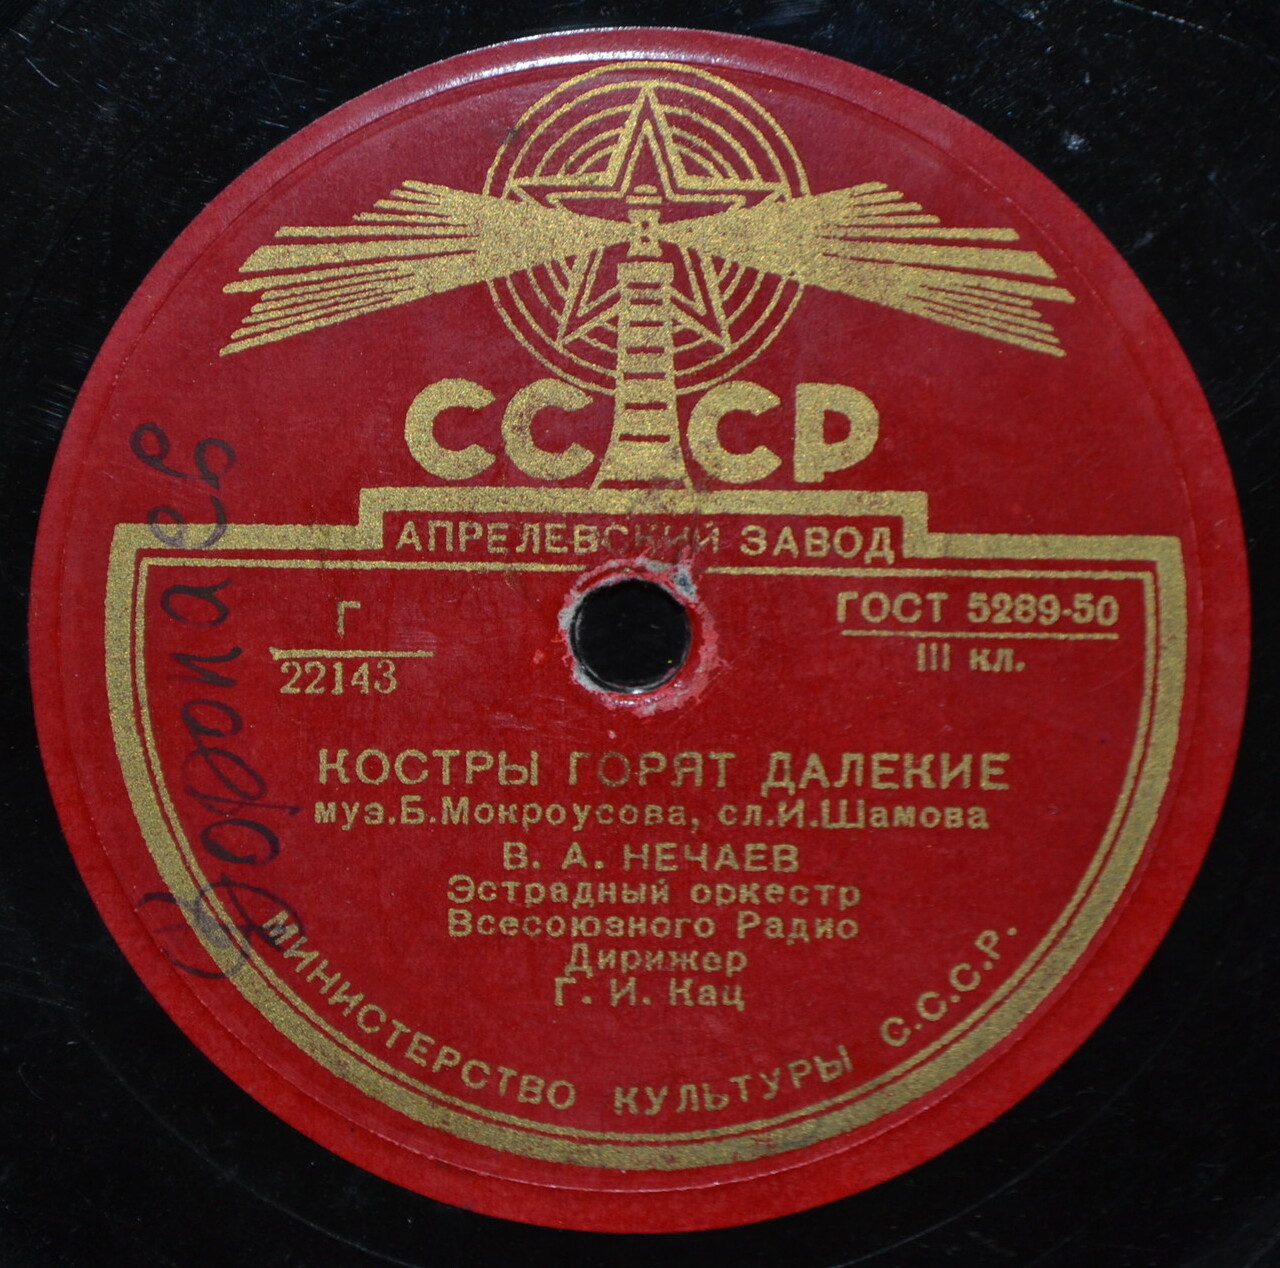 СССР
АПРЕЛЕВСКИЙ ЗАВОД
Г
22143
ГОСТ 5289-50
III кл.
КОСТРЫ ГОРЯТ ДАЛЕКИЕ
муз.Б.Мокроусова, сл.И.Шамова
В. А. НЕЧАЕВ
Эстрадный оркестр
Всесоюзного Радио
Дирижер
Г. И. Кац
МИНИСТЕРСТВО КУЛЬТУРЫ С.С.С.Р.